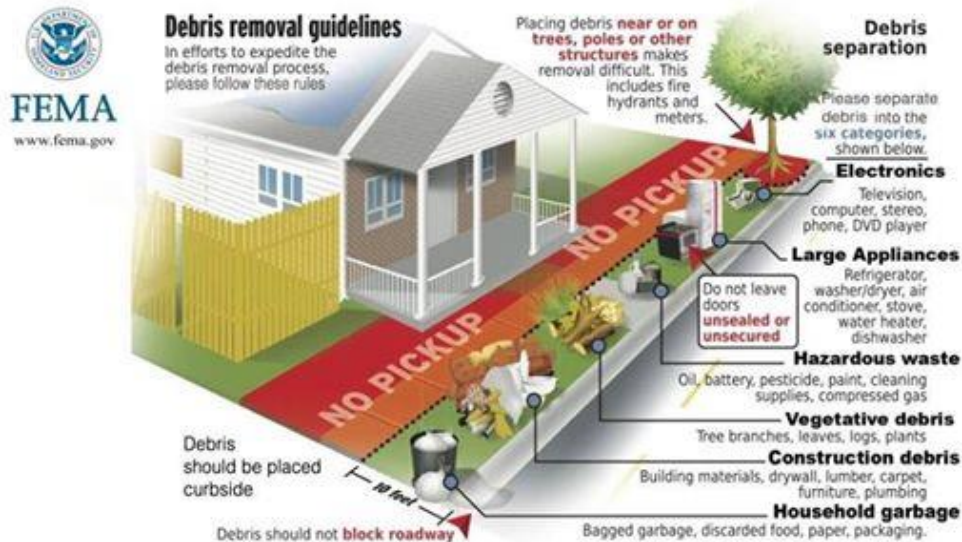 U.S. DEPARTMENT OF HOMELAND SECURITY
FEMA
www.fema.gov
Debris removal guidelines
In efforts to expedite the
debris removal process,
please follow these rules
Placing debris near or on
trees, poles or other
structures makes
removal difficult. This
includes fire
hydrants and
meters.
Debris
separation
Please separate
debris into the
six categories,
shown below.
Electronics
Television,
computer, stereo,
phone, DVD player
Large Appliances
Refrigerator,
washer/dryer, air
conditioner, stove,
water heater,
dishwasher
Do not leave
doors
unsealed or
unsecured
Hazardous waste
Oil, battery, pesticide, paint, cleaning
supplies, compressed gas
Vegetative debris
Tree branches, leaves, logs, plants
Construction debris
Building materials, drywall, lumber, carpet,
furniture, plumbing
Household garbage
Bagged garbage, discarded food, paper, packaging.
NO PICKUP
NO PICKUP
Debris
should be placed
curbside
10 feet
Debris should not block roadway